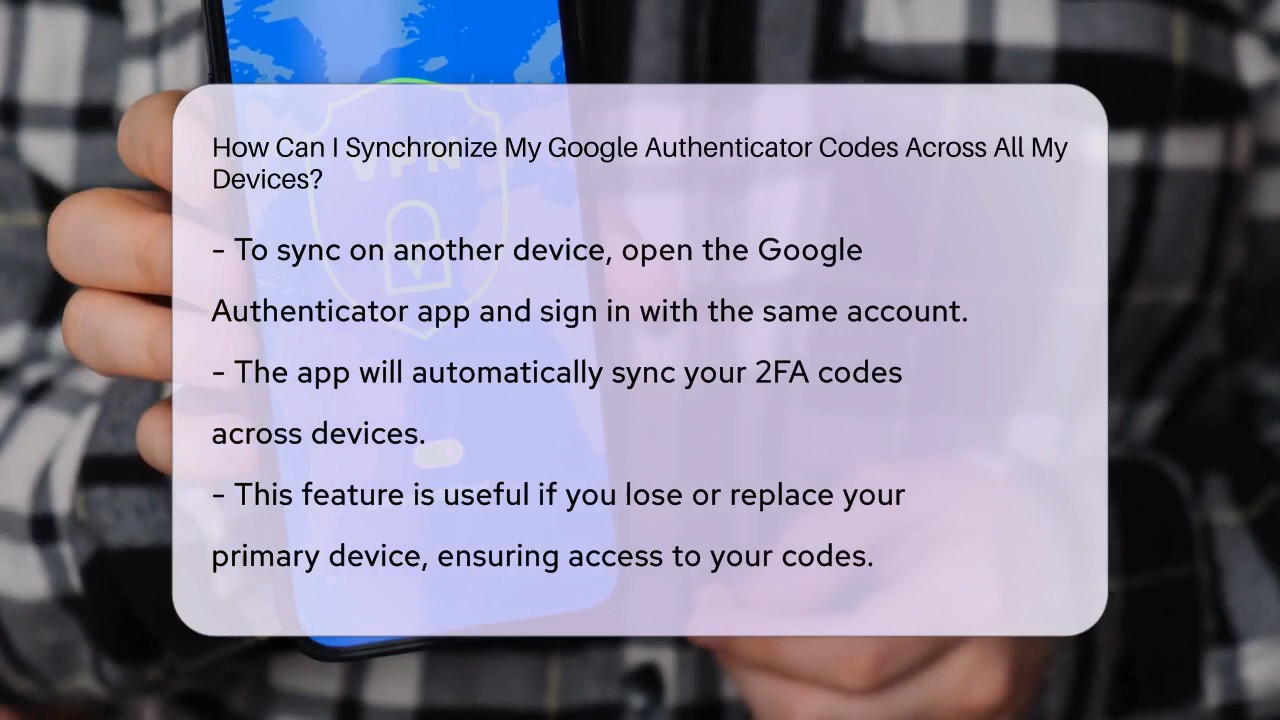 How Can I Synchronize My Google Authenticator Codes Across All My
Devices?
- To sync on another device, open the Google
Authenticator app and sign in with the same account.
- The app will automatically sync your 2FA codes
across devices.
- This feature is useful if you lose or replace your
primary device, ensuring access to your codes.
VPN